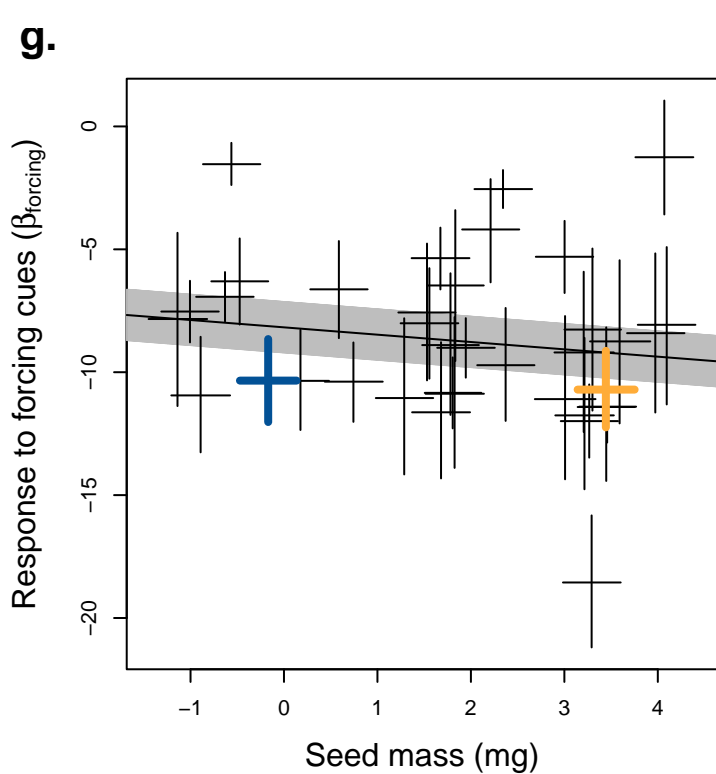 g.
Response to forcing cues (βforcing)
0
−5
−10
−15
−20
−1 0 1 2 3 4
Seed mass (mg)